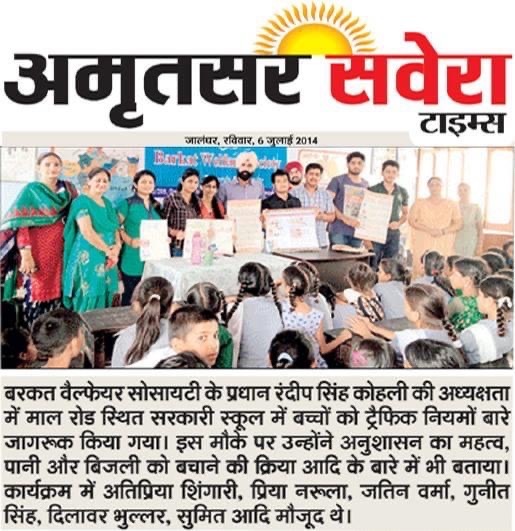 अमृतसर सवेरा
टाइम्स
जालंधर, रविवार, 6 जुलाई 2014
Barkat Welfare Society
बरकत वैल्फेयर सोसायटी के प्रधान रंदीप सिंह कोहली की अध्यक्षता
में माल रोड स्थित सरकारी स्कूल में बच्चों को ट्रैफिक नियमों बारे
जागरूक किया गया। इस मौके पर उन्होंने अनुशासन का महत्व,
पानी और बिजली को बचाने की क्रिया आदि के बारे में भी बताया।
कार्यक्रम में अतिप्रिया शिंगारी, प्रिया नरूला, जतिन वर्मा, गुनीत
सिंह, दिलावर भुल्लर, सुमित आदि मौजूद थे।